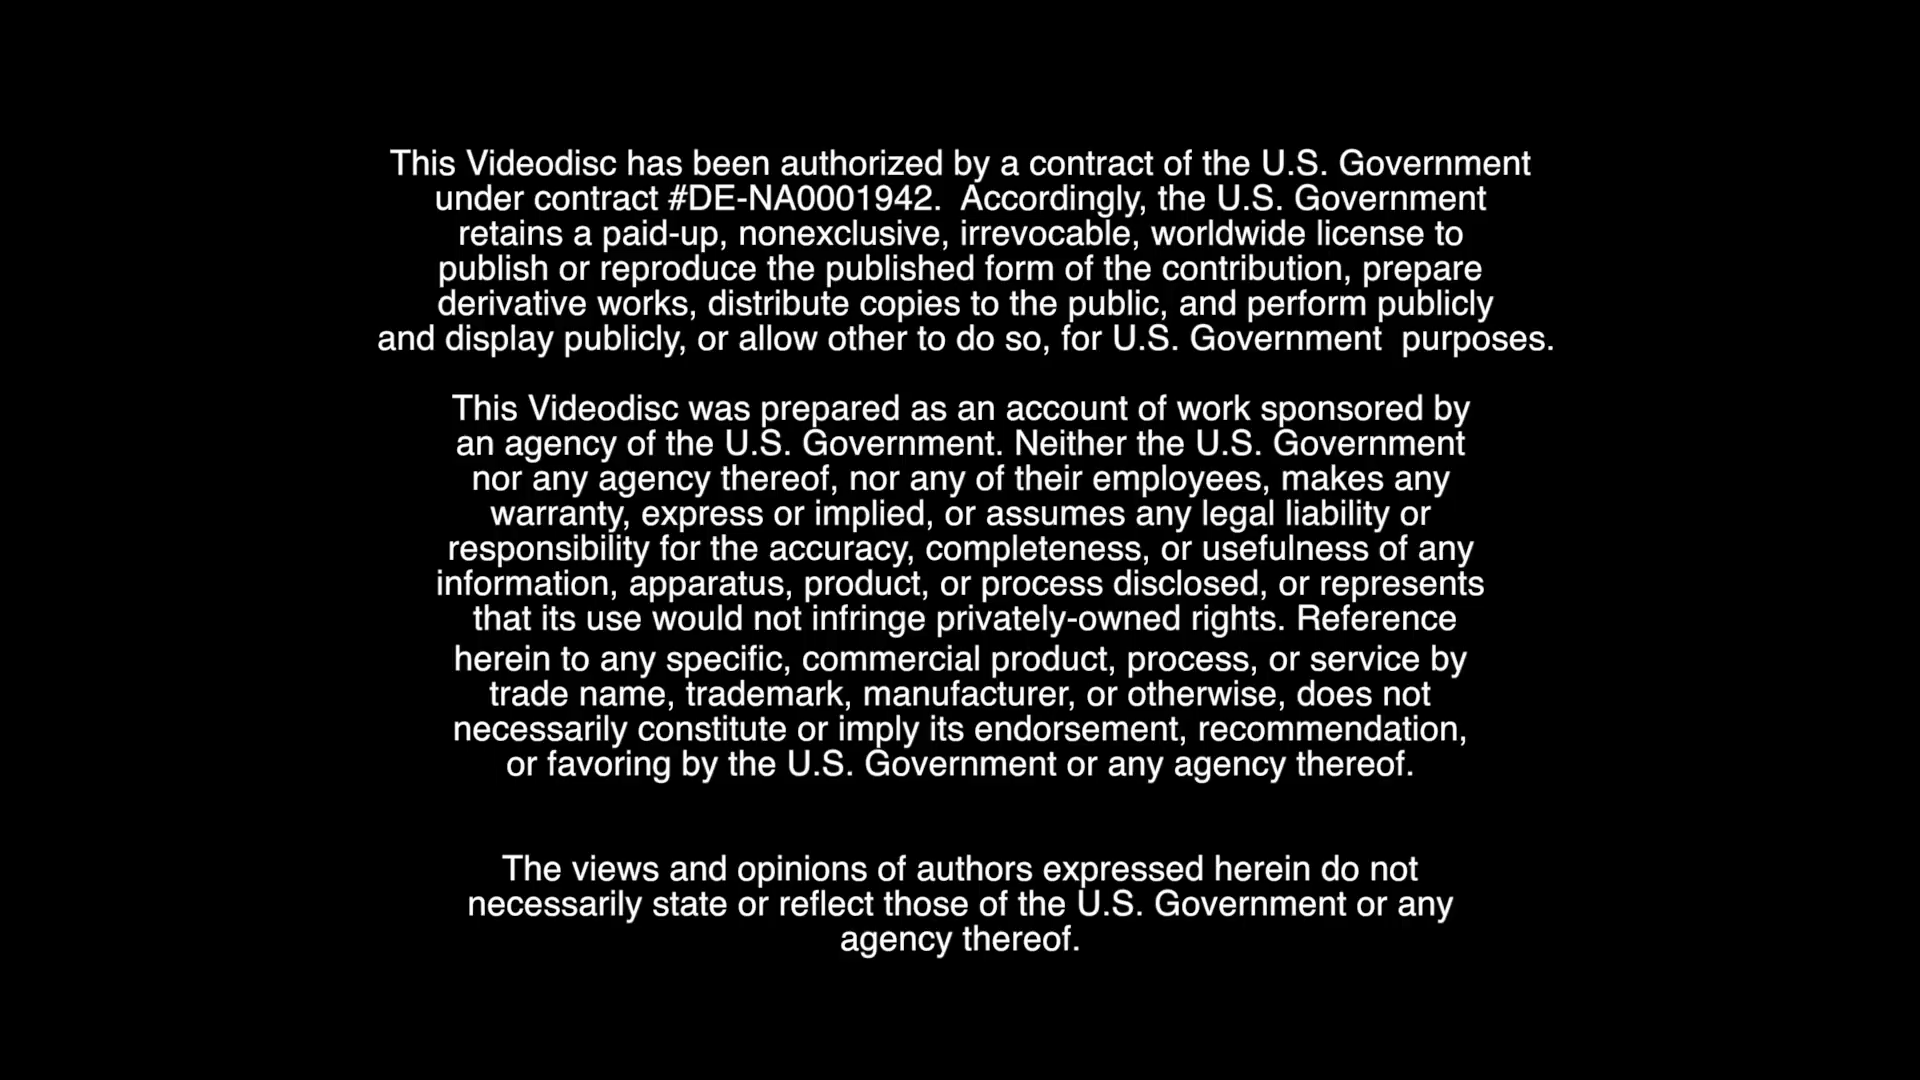 This Videodisc has been authorized by a contract of the U.S. Government
under contract #DE-NA0001942.  Accordingly, the U.S. Government
retains a paid-up, nonexclusive, irrevocable, worldwide license to
publish or reproduce the published form of the contribution, prepare
derivative works, distribute copies to the public, and perform publicly
and display publicly, or allow other to do so, for U.S. Government  purposes.
This Videodisc was prepared as an account of work sponsored by
an agency of the U.S. Government. Neither the U.S. Government
nor any agency thereof, nor any of their employees, makes any
warranty, express or implied, or assumes any legal liability or
responsibility for the accuracy, completeness, or usefulness of any
information, apparatus, product, or process disclosed, or represents
that its use would not infringe privately-owned rights. Reference
herein to any specific, commercial product, process, or service by
trade name, trademark, manufacturer, or otherwise, does not
necessarily constitute or imply its endorsement, recommendation,
or favoring by the U.S. Government or any agency thereof.
The views and opinions of authors expressed herein do not
necessarily state or reflect those of the U.S. Government or any
agency thereof.